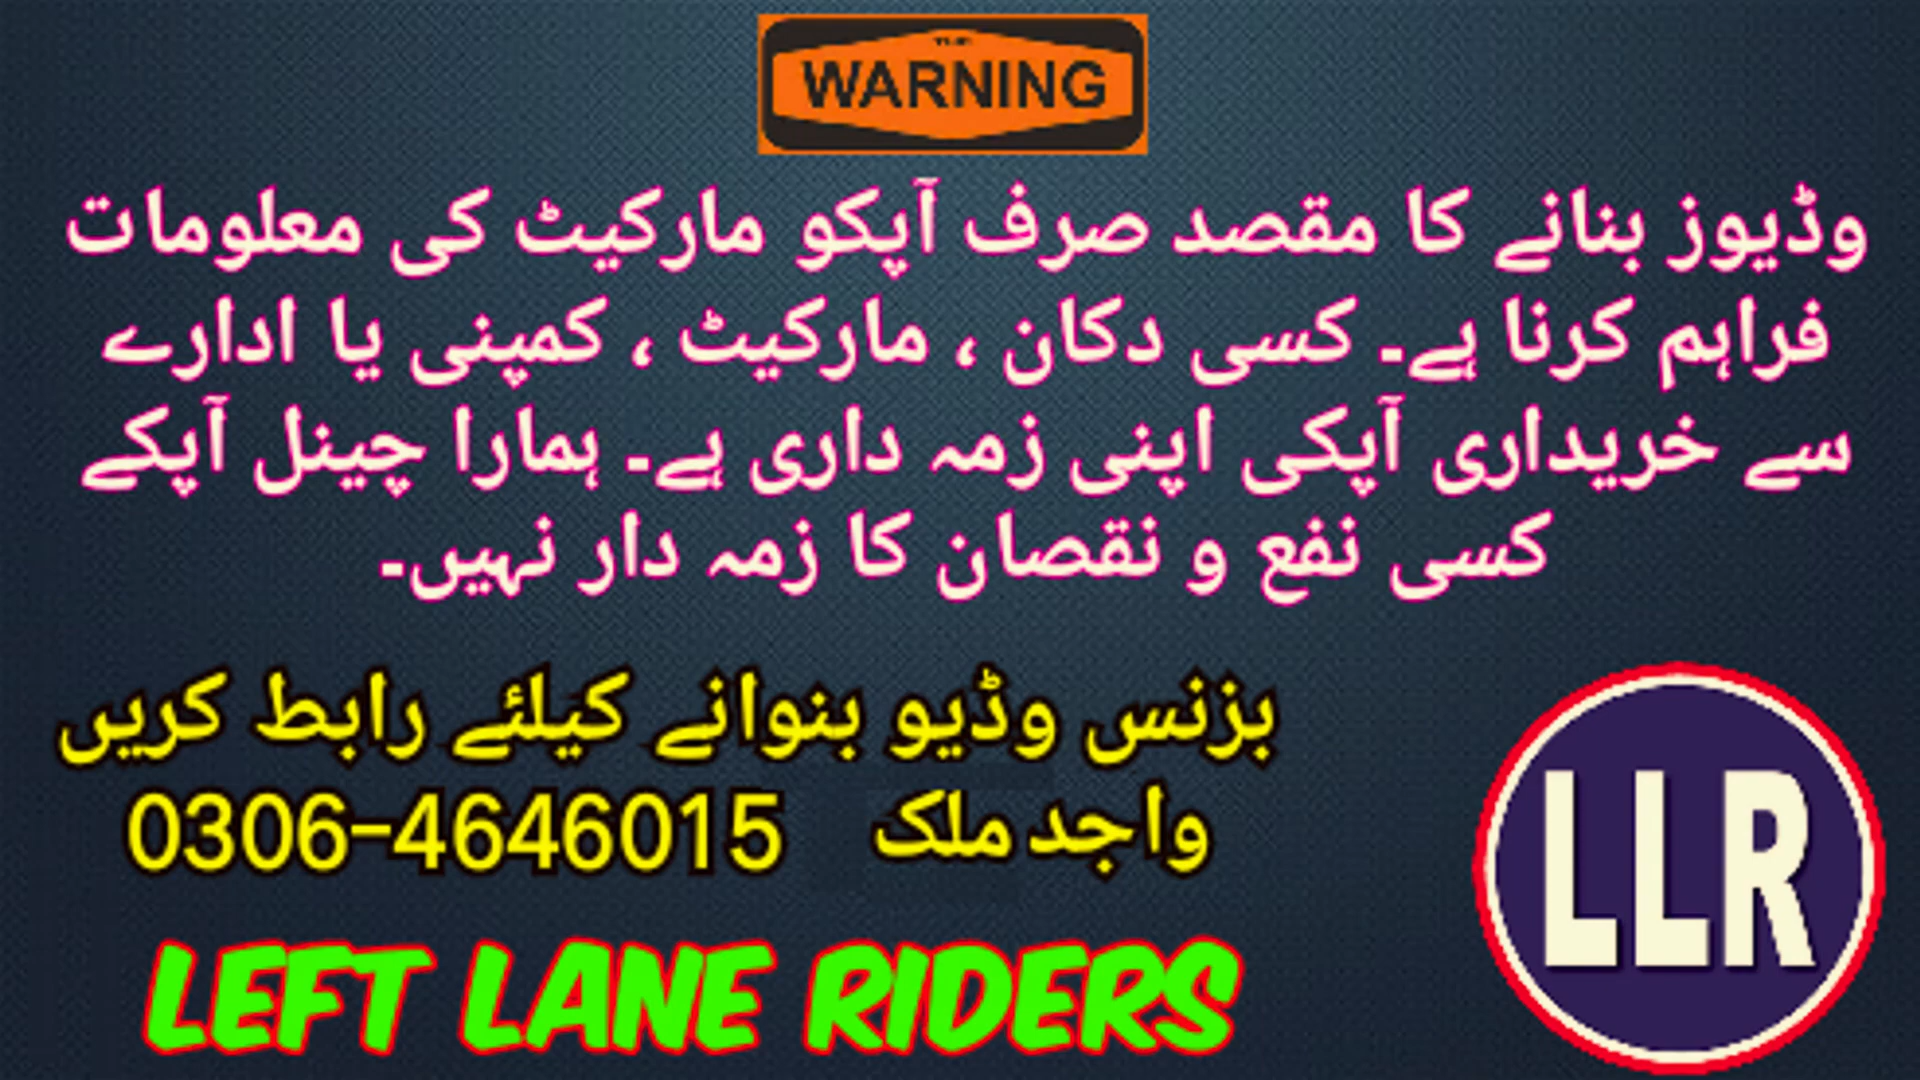 WARNING
وڈیوز بنانے کا مقصد صرف آپکو مارکیٹ کی معلومات
فراہم کرنا ہے۔ کسی دکان ، مارکیٹ ، کمپنی یا ادارے
سے خریداری آپکی اپنی زمہ داری ہے۔ ہمارا چینل آپکے
کسی نفع و نقصان کا زمہ دار نہیں۔
بزنس وڈیو بنوانے کیلئے رابط کریں
واجد ملک 0306-4646015
LLR
LEFT LANE RIDERS